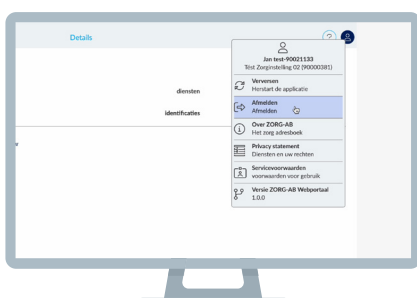 Details
?
Jan test-90021133
Test Zorginstelling 02 (90000381)
diensten
identificaties
Verversen
Herstart de applicatie
Afmelden
Afmelden
Over ZORG-AB
Het zorg adresboek
Privacy statement
Diensten en uw rechten
Servicevoorwaarden
voorwaarden voor gebruik
Versie ZORG-AB Webportaal
1.0.0